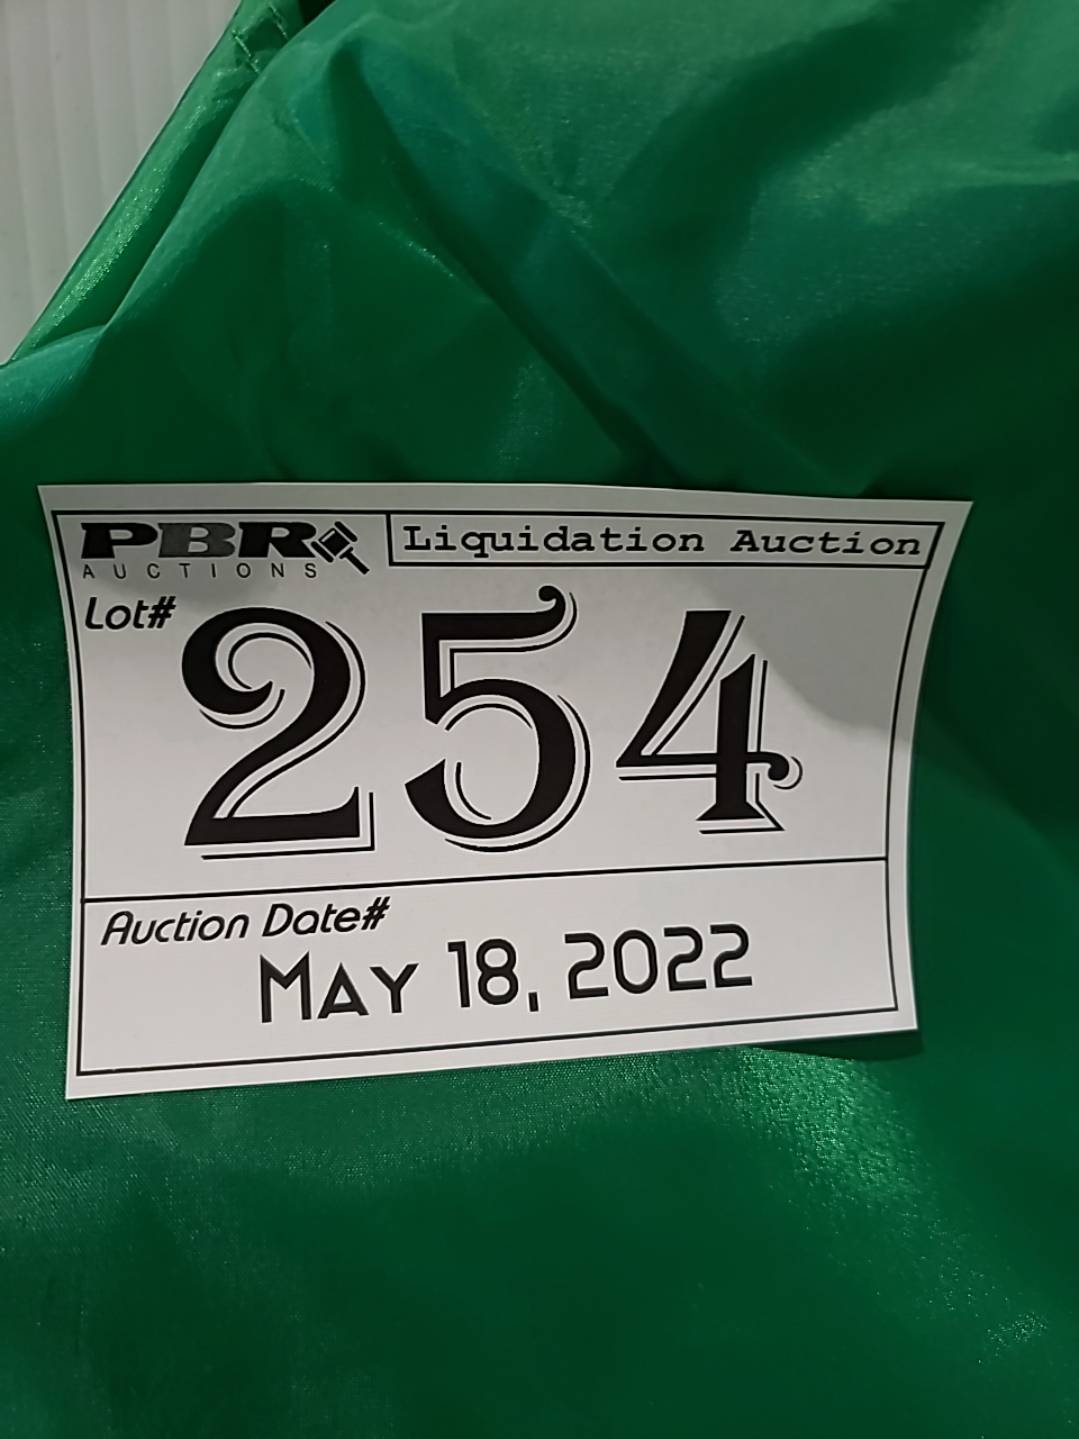 PBR
AUCTIONS
Liquidation Auction
Lot#
254
Auction Date#
MAY 18, 2022